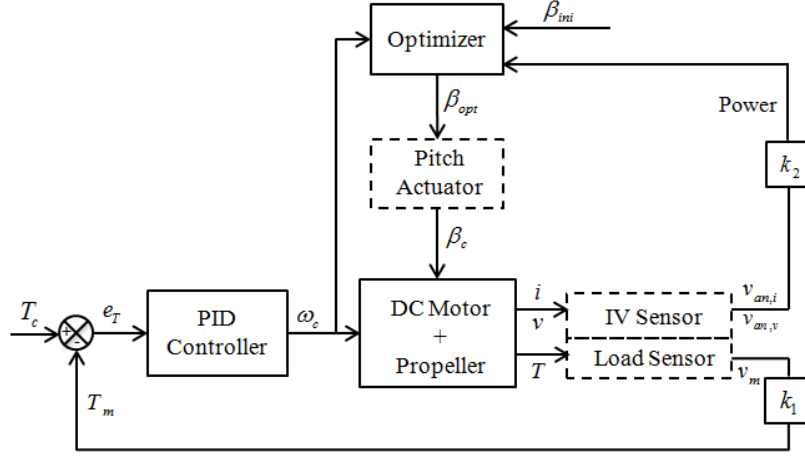 β_ini
Optimizer
β_opt
Power
Pitch
Actuator
k_2
β_c
T_c
+
-
e_T
PID
Controller
ω_c
DC Motor
+
Propeller
i
v
T
IV Sensor
Load Sensor
v_an,i
v_an,v
v_m
k_1
T_m